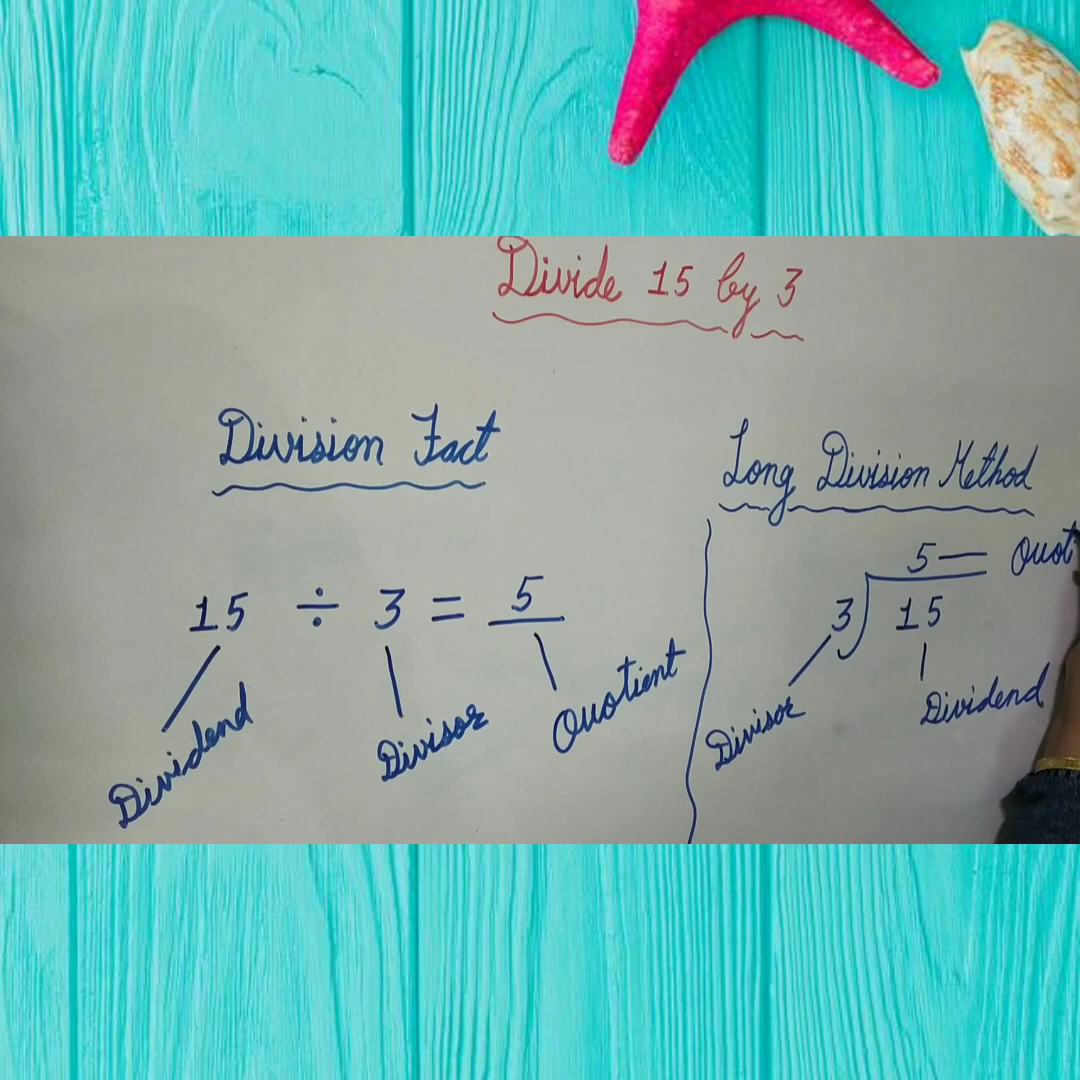 Divide 15 by 3
Division Fact
15 ÷ 3 = 5
Dividend
Divisor
Quotient
Long Division Method
5 — Quoti
3 15
Divisor
Dividend